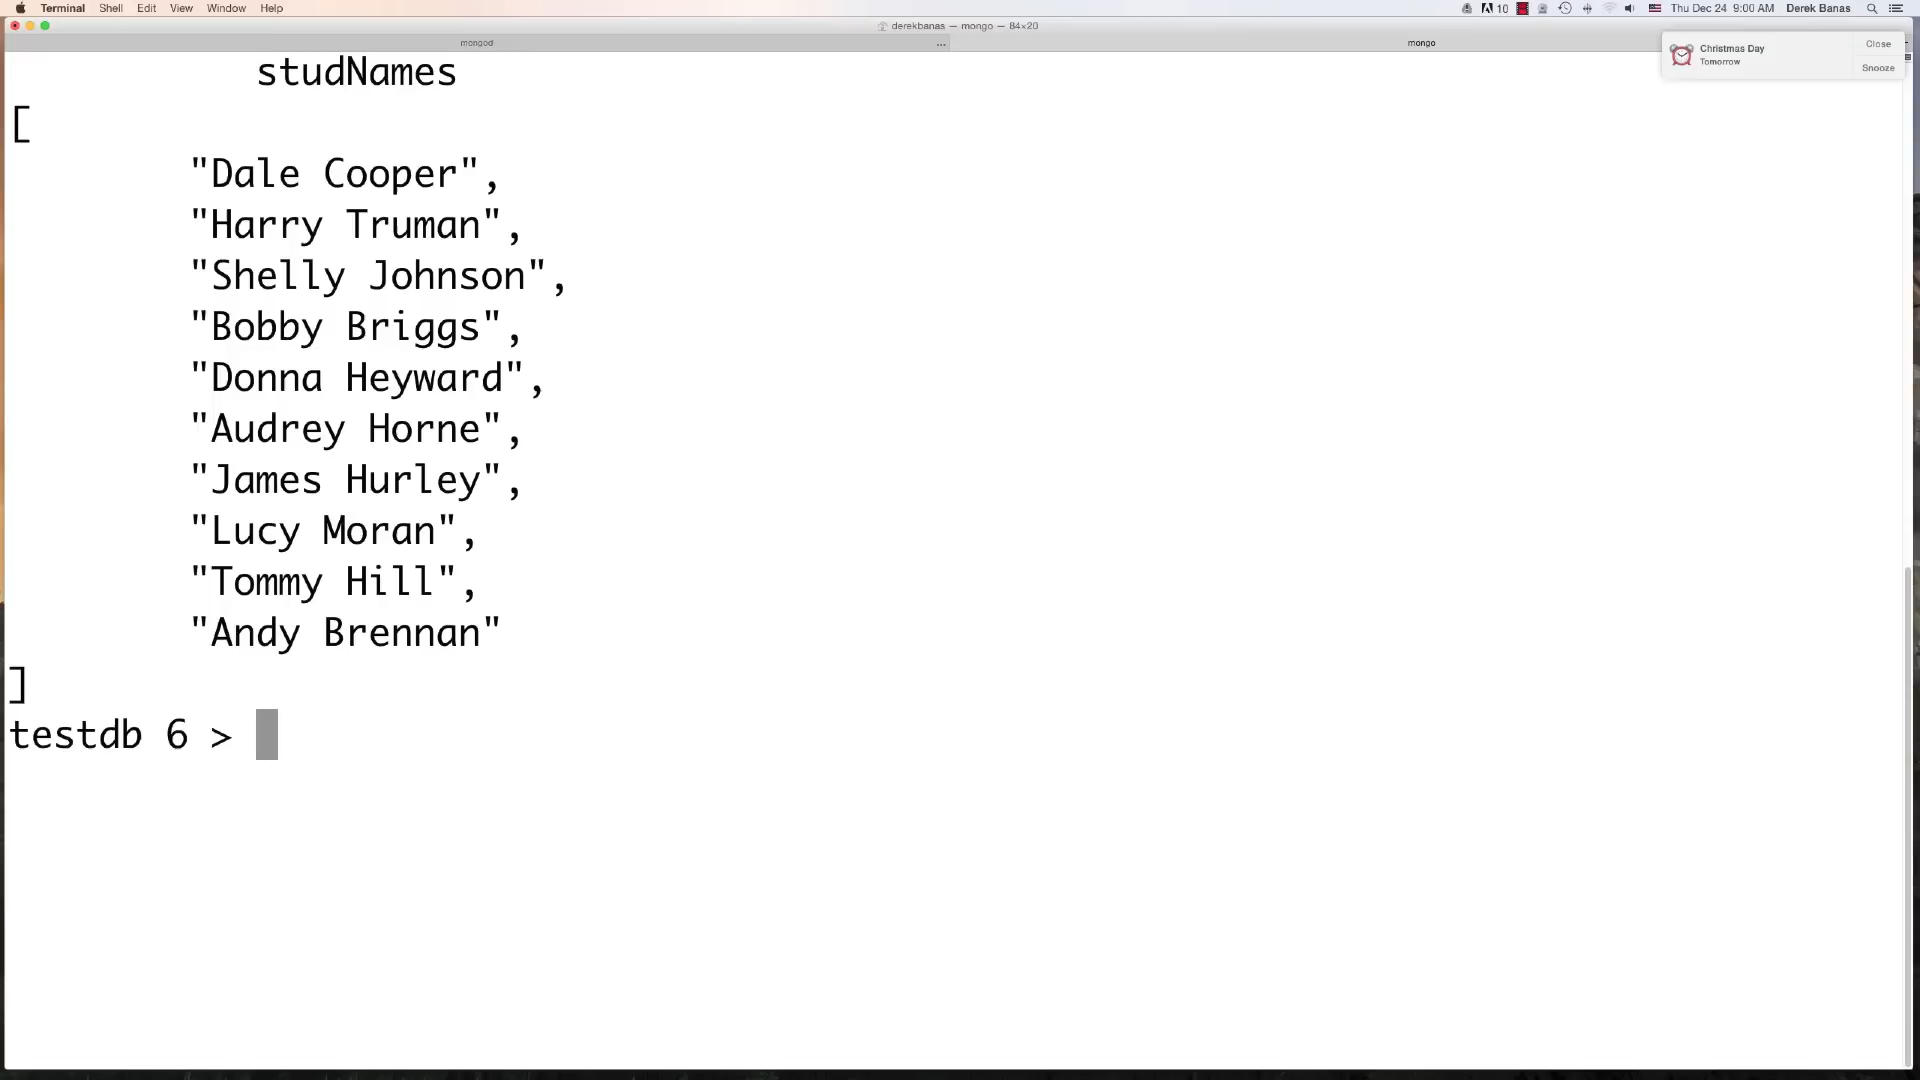 Terminal Shell Edit View Window Help
10 Thu Dec 24 9:00 AM Derek Banas
derekbanas — mongo — 84×20
mongod ... mongo
Christmas Day Close
Tomorrow Snooze
studNames
[
"Dale Cooper",
"Harry Truman",
"Shelly Johnson",
"Bobby Briggs",
"Donna Heyward",
"Audrey Horne",
"James Hurley",
"Lucy Moran",
"Tommy Hill",
"Andy Brennan"
]
testdb 6 >